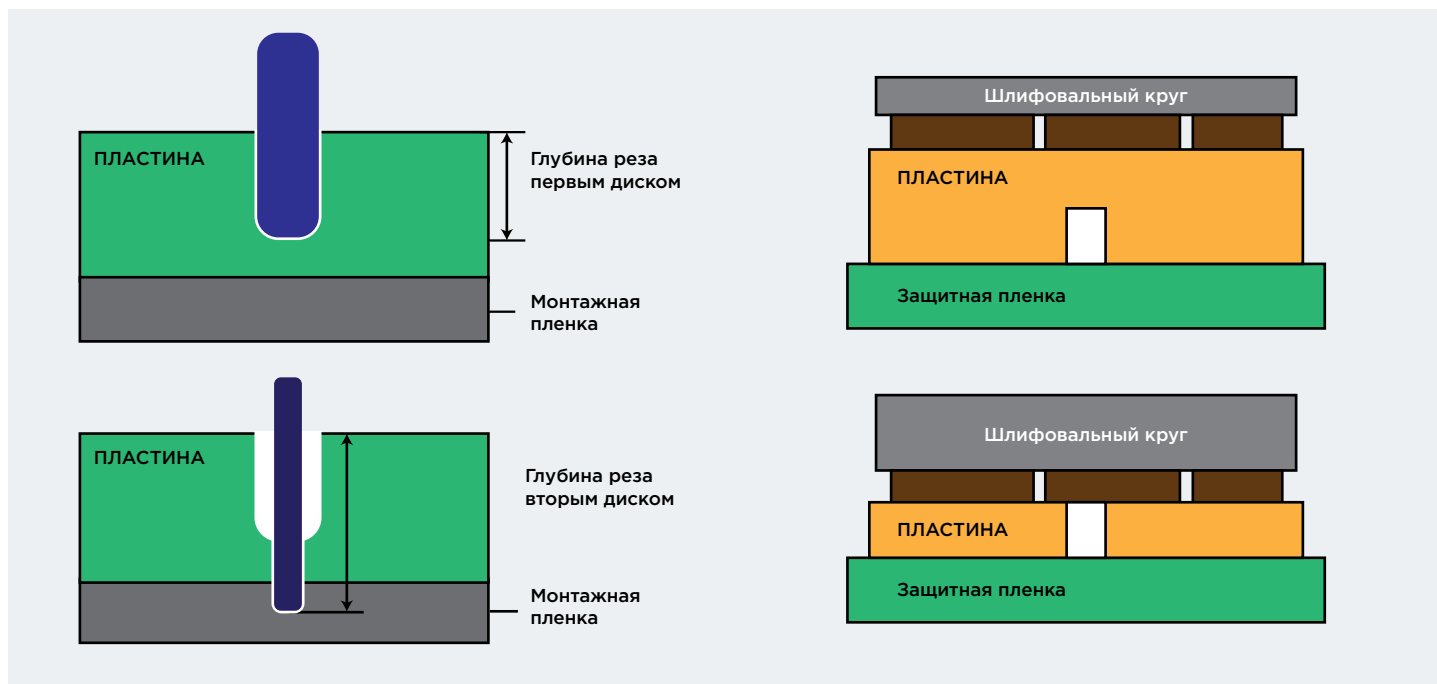 ПЛАСТИНА
Глубина реза
первым диском
Монтажная
пленка
ПЛАСТИНА
Глубина реза
вторым диском
Монтажная
пленка
Шлифовальный круг
ПЛАСТИНА
Защитная пленка
Шлифовальный круг
ПЛАСТИНА
Защитная пленка